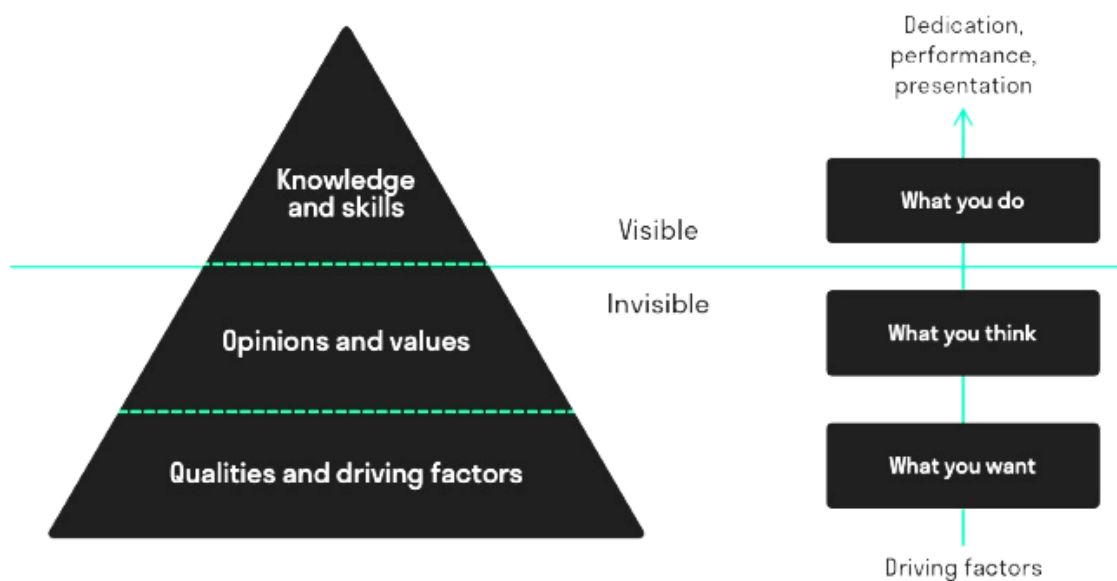 Knowledge
and skills
Opinions and values
Qualities and driving factors
Visible
Invisible
Dedication,
performance,
presentation
What you do
What you think
What you want
Driving factors